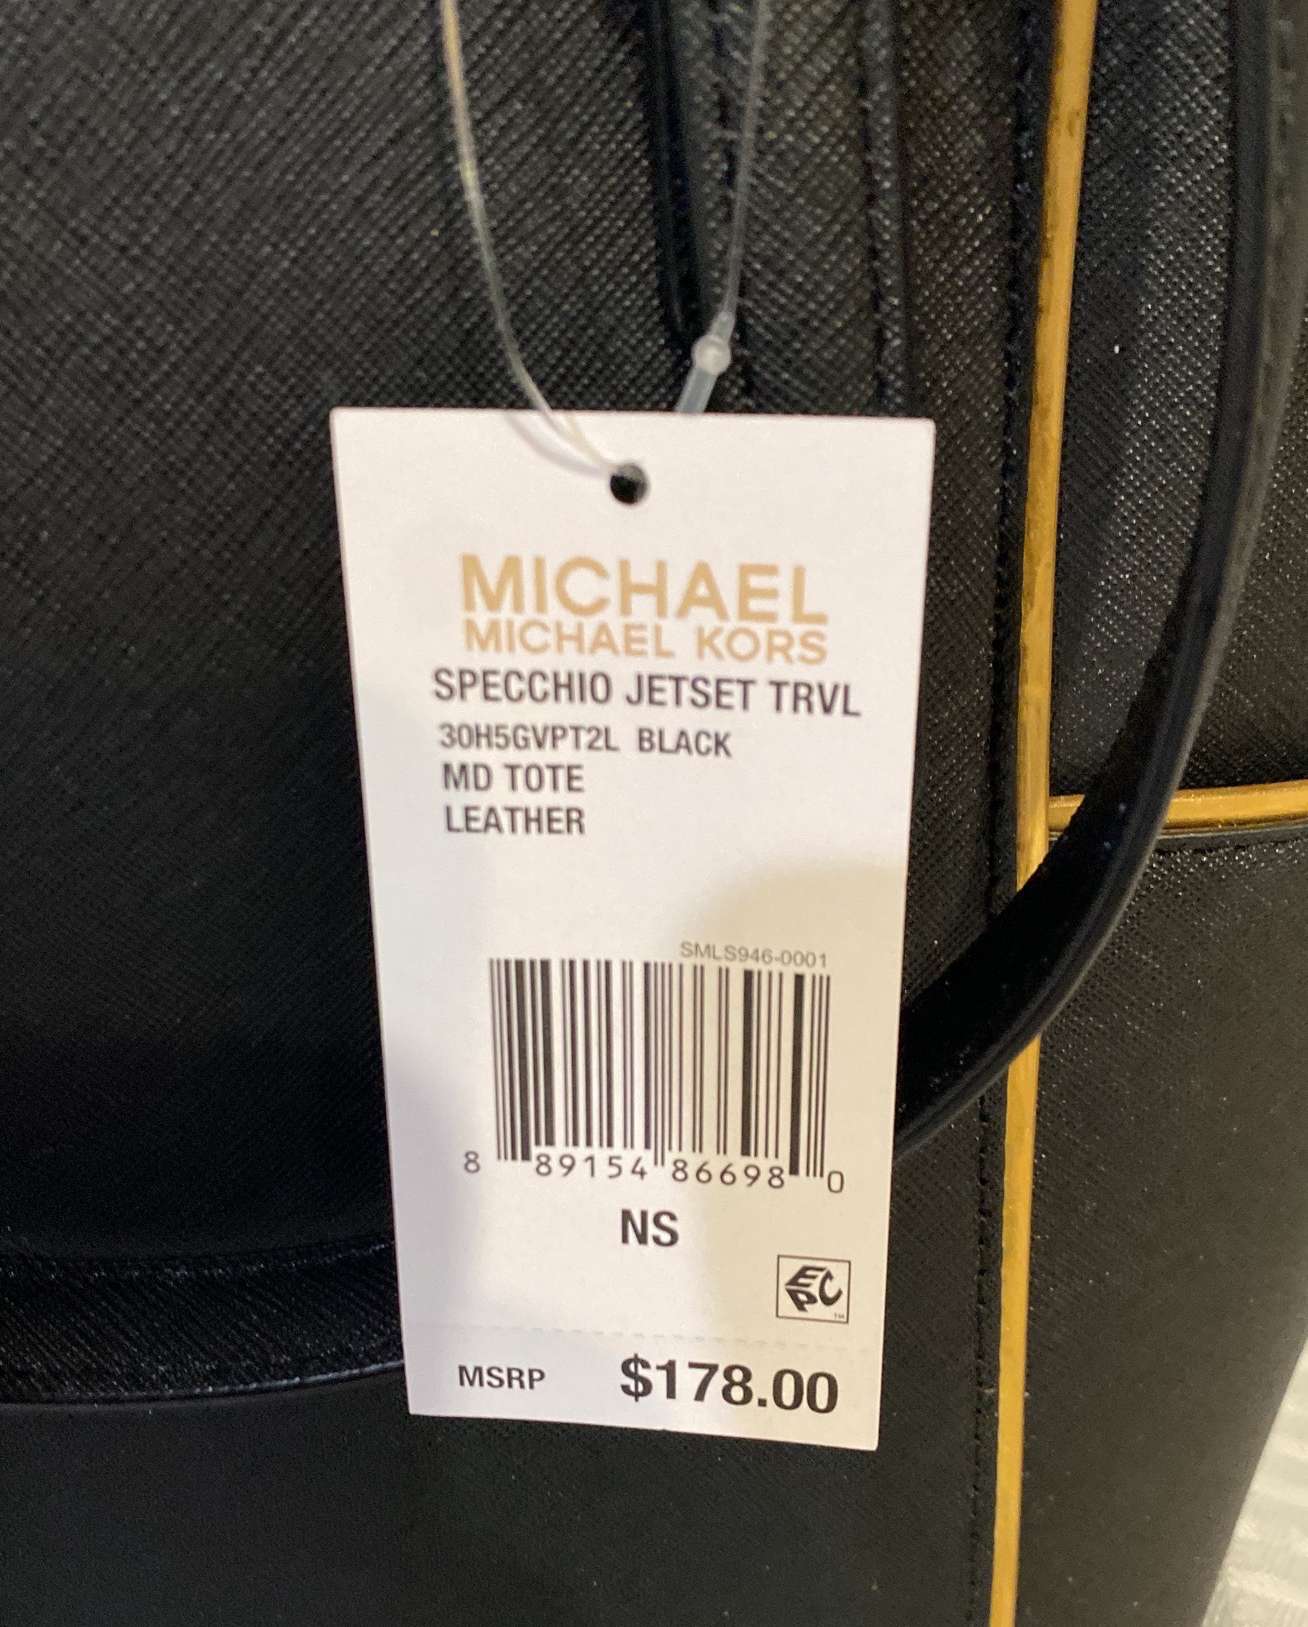 MICHAEL
MICHAEL KORS
SPECCHIO JETSET TRVL
30H5GVPT2L BLACK
MD TOTE
LEATHER
SMLS946-0001
8 89154 86698 0
NS
EPC
TM
MSRP $178.00